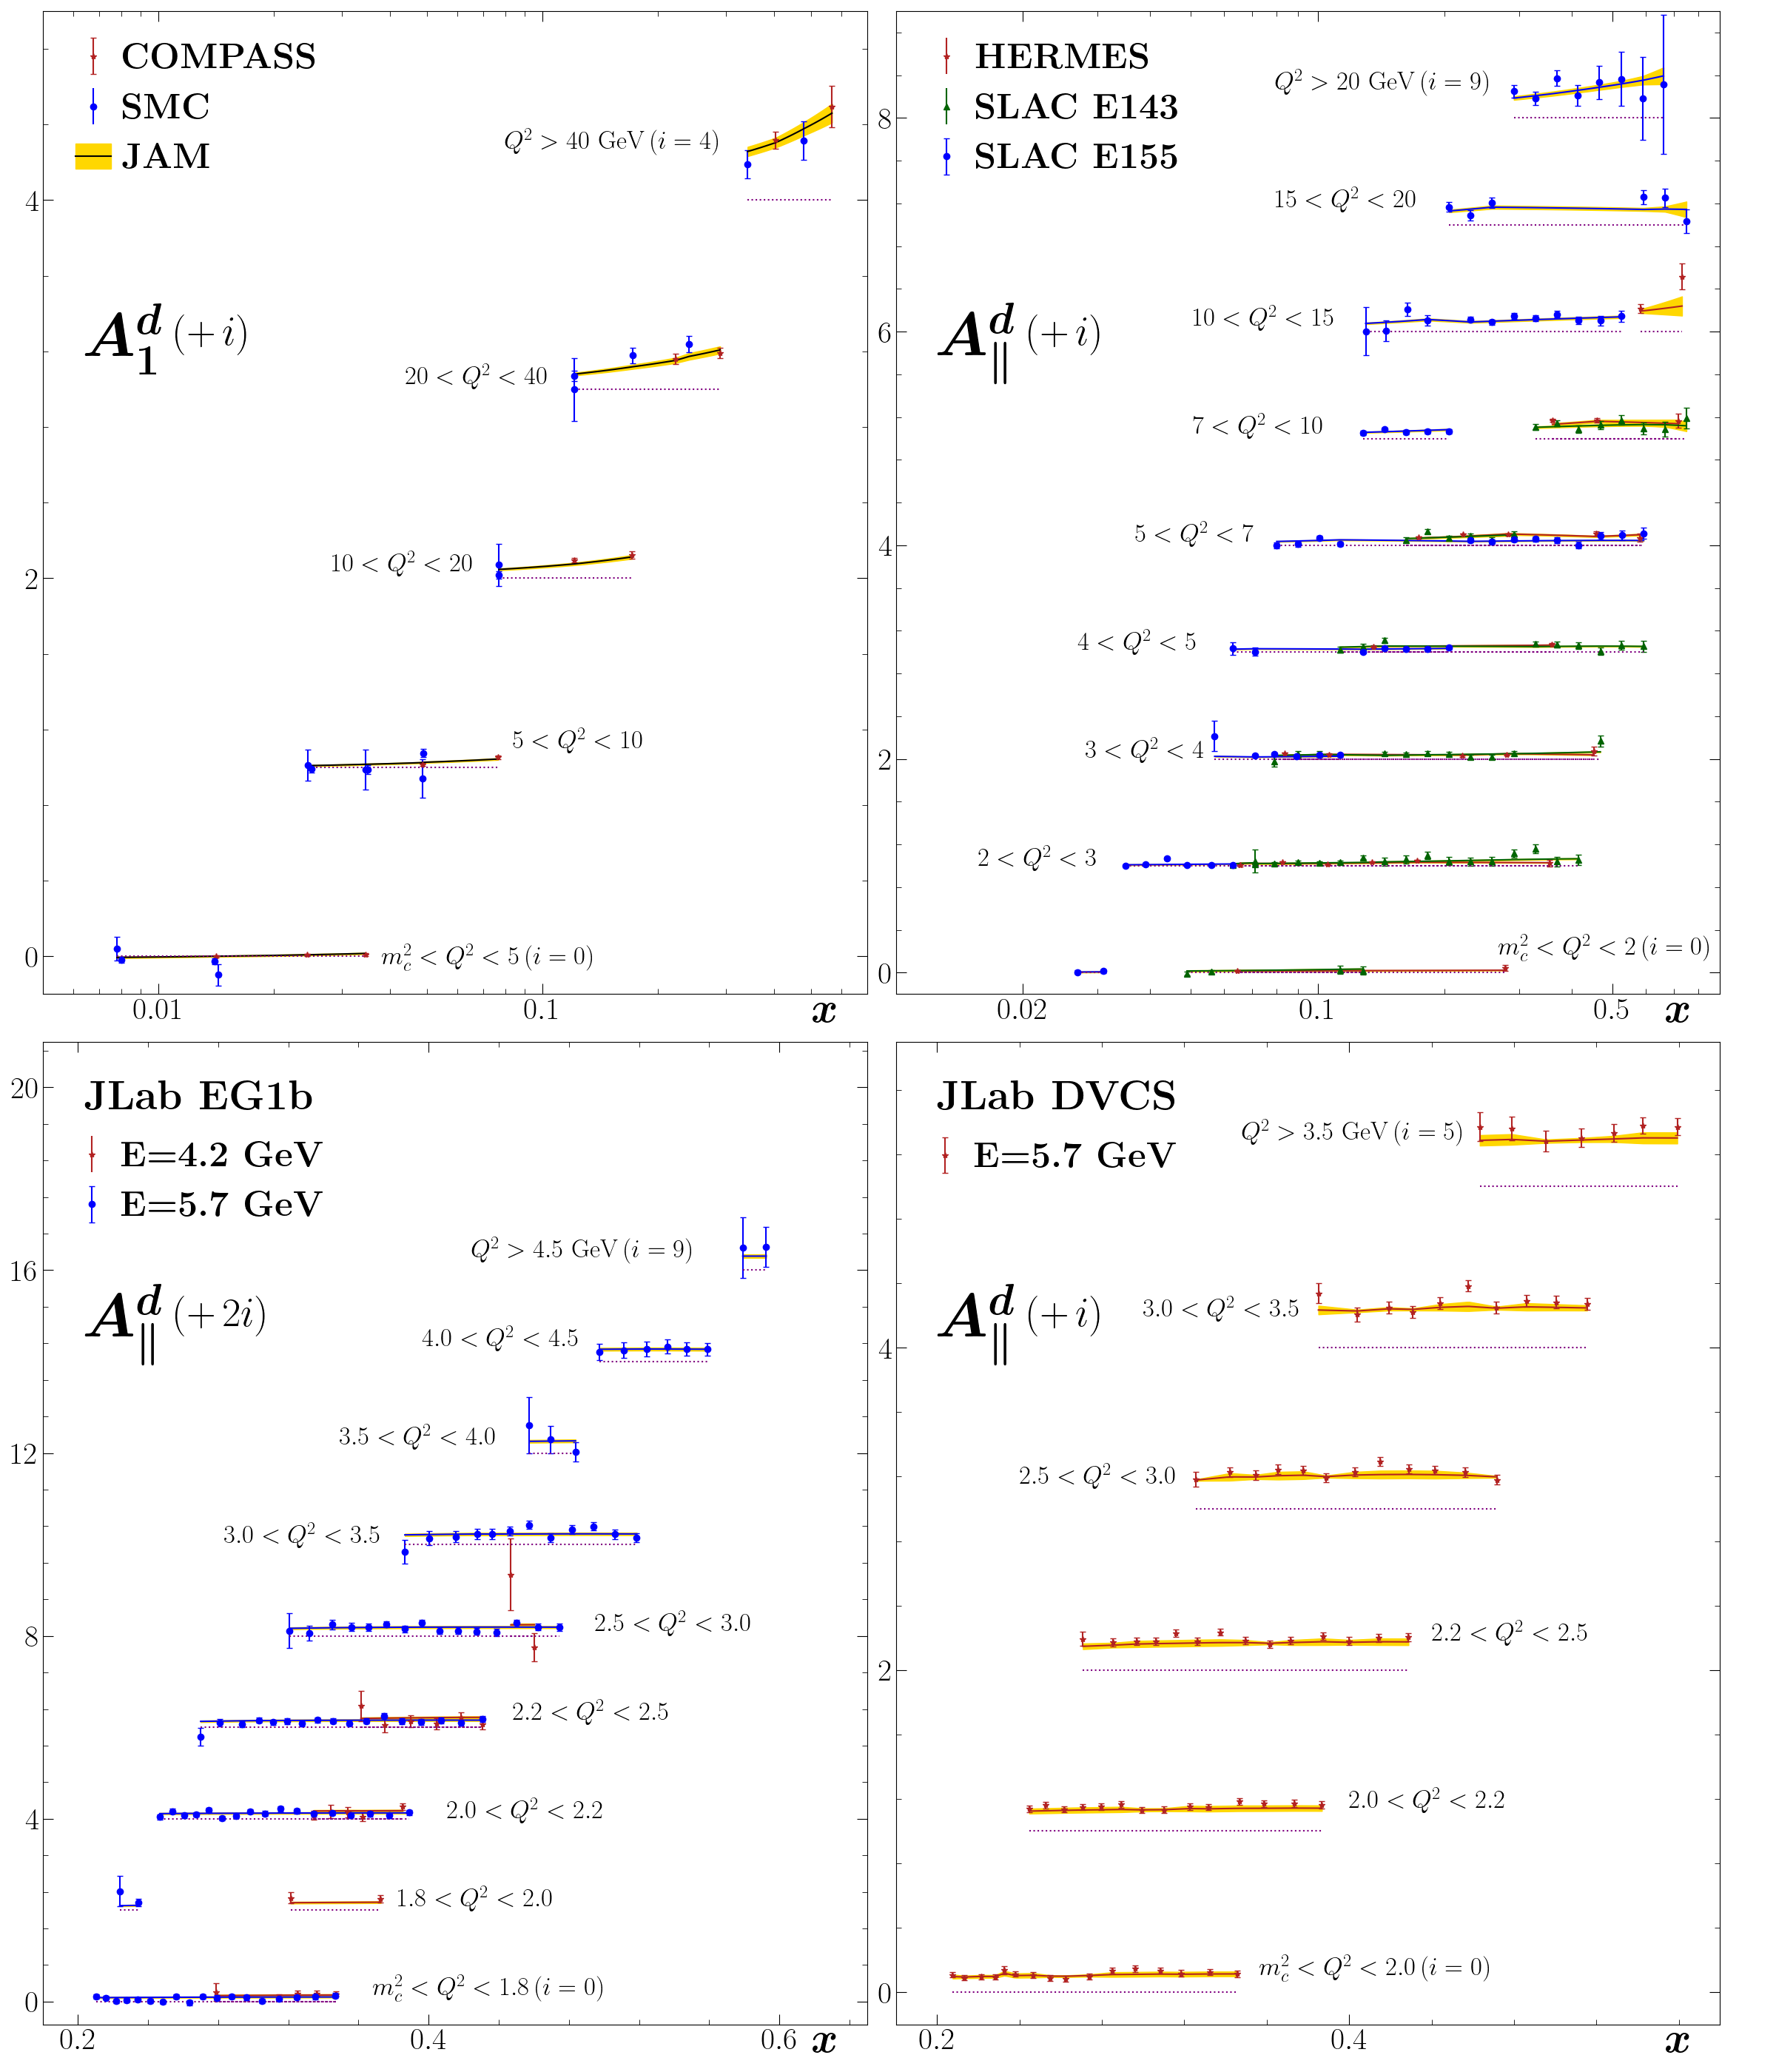 COMPASS
SMC
JAM
Q² > 40 GeV (i = 4)
4
A₁ᵈ (+ i)
20 < Q² < 40
10 < Q² < 20
2
5 < Q² < 10
0
m_c² < Q² < 5 (i = 0)
0.01 0.1 x
HERMES
SLAC E143
SLAC E155
Q² > 20 GeV (i = 9)
8
15 < Q² < 20
A_∥ᵈ (+ i)
10 < Q² < 15
6
7 < Q² < 10
5 < Q² < 7
4
4 < Q² < 5
3 < Q² < 4
2
2 < Q² < 3
m_c² < Q² < 2 (i = 0)
0
0.02 0.1 0.5 x
20
JLab EG1b
E=4.2 GeV
E=5.7 GeV
Q² > 4.5 GeV (i = 9)
16
A_∥ᵈ (+ 2i)
4.0 < Q² < 4.5
3.5 < Q² < 4.0
12
3.0 < Q² < 3.5
8
2.5 < Q² < 3.0
2.2 < Q² < 2.5
4
2.0 < Q² < 2.2
1.8 < Q² < 2.0
m_c² < Q² < 1.8 (i = 0)
0
0.2 0.4 0.6 x
JLab DVCS
E=5.7 GeV
Q² > 3.5 GeV (i = 5)
A_∥ᵈ (+ i)
3.0 < Q² < 3.5
4
2.5 < Q² < 3.0
2.2 < Q² < 2.5
2
2.0 < Q² < 2.2
m_c² < Q² < 2.0 (i = 0)
0
0.2 0.4 x